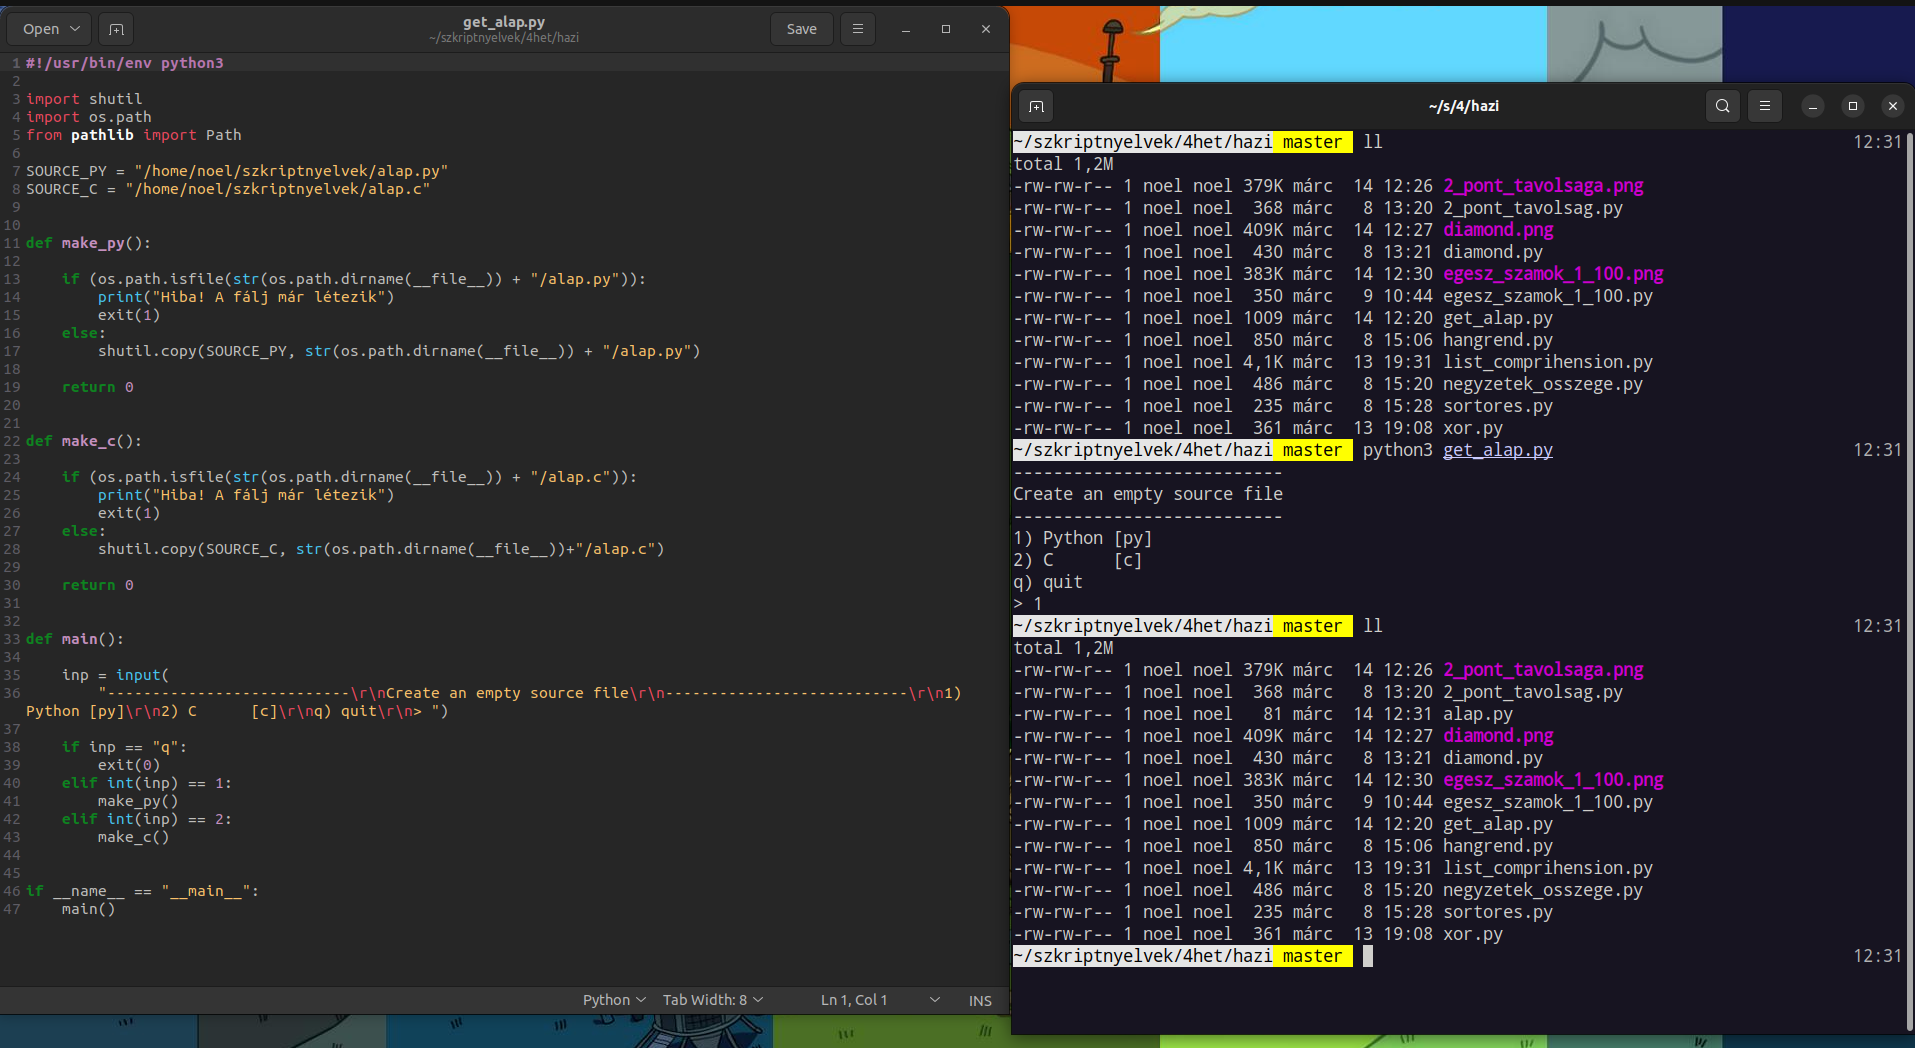 Open
get_alap.py
~/szkriptnyelvek/4het/hazi
Save
1 #!/usr/bin/env python3
2
3 import shutil
4 import os.path
5 from pathlib import Path
6
7 SOURCE_PY = "/home/noel/szkriptnyelvek/alap.py"
8 SOURCE_C = "/home/noel/szkriptnyelvek/alap.c"
9
10
11 def make_py():
12
13     if (os.path.isfile(str(os.path.dirname(__file__)) + "/alap.py")):
14         print("Hiba! A fálj már létezik")
15         exit(1)
16     else:
17         shutil.copy(SOURCE_PY, str(os.path.dirname(__file__)) + "/alap.py")
18
19     return 0
20
21
22 def make_c():
23
24     if (os.path.isfile(str(os.path.dirname(__file__)) + "/alap.c")):
25         print("Hiba! A fálj már létezik")
26         exit(1)
27     else:
28         shutil.copy(SOURCE_C, str(os.path.dirname(__file__))+"/alap.c")
29
30     return 0
31
32
33 def main():
34
35     inp = input(
36         "---------------------------\r\nCreate an empty source file\r\n---------------------------\r\n1)
Python [py]\r\n2) C      [c]\r\nq) quit\r\n> ")
37
38     if inp == "q":
39         exit(0)
40     elif int(inp) == 1:
41         make_py()
42     elif int(inp) == 2:
43         make_c()
44
45
46 if __name__ == "__main__":
47     main()
Python
Tab Width: 8
Ln 1, Col 1
INS
~/s/4/hazi
~/szkriptnyelvek/4het/hazi master ll 12:31
total 1,2M
-rw-rw-r-- 1 noel noel 379K márc  14 12:26 2_pont_tavolsaga.png
-rw-rw-r-- 1 noel noel  368 márc   8 13:20 2_pont_tavolsag.py
-rw-rw-r-- 1 noel noel 409K márc  14 12:27 diamond.png
-rw-rw-r-- 1 noel noel  430 márc   8 13:21 diamond.py
-rw-rw-r-- 1 noel noel 383K márc  14 12:30 egesz_szamok_1_100.png
-rw-rw-r-- 1 noel noel  350 márc   9 10:44 egesz_szamok_1_100.py
-rw-rw-r-- 1 noel noel 1009 márc  14 12:20 get_alap.py
-rw-rw-r-- 1 noel noel  850 márc   8 15:06 hangrend.py
-rw-rw-r-- 1 noel noel 4,1K márc  13 19:31 list_comprihension.py
-rw-rw-r-- 1 noel noel  486 márc   8 15:20 negyzetek_osszege.py
-rw-rw-r-- 1 noel noel  235 márc   8 15:28 sortores.py
-rw-rw-r-- 1 noel noel  361 márc  13 19:08 xor.py
~/szkriptnyelvek/4het/hazi master python3 get_alap.py 12:31
---------------------------
Create an empty source file
---------------------------
1) Python [py]
2) C      [c]
q) quit
> 1
~/szkriptnyelvek/4het/hazi master ll 12:31
total 1,2M
-rw-rw-r-- 1 noel noel 379K márc  14 12:26 2_pont_tavolsaga.png
-rw-rw-r-- 1 noel noel  368 márc   8 13:20 2_pont_tavolsag.py
-rw-rw-r-- 1 noel noel   81 márc  14 12:31 alap.py
-rw-rw-r-- 1 noel noel 409K márc  14 12:27 diamond.png
-rw-rw-r-- 1 noel noel  430 márc   8 13:21 diamond.py
-rw-rw-r-- 1 noel noel 383K márc  14 12:30 egesz_szamok_1_100.png
-rw-rw-r-- 1 noel noel  350 márc   9 10:44 egesz_szamok_1_100.py
-rw-rw-r-- 1 noel noel 1009 márc  14 12:20 get_alap.py
-rw-rw-r-- 1 noel noel  850 márc   8 15:06 hangrend.py
-rw-rw-r-- 1 noel noel 4,1K márc  13 19:31 list_comprihension.py
-rw-rw-r-- 1 noel noel  486 márc   8 15:20 negyzetek_osszege.py
-rw-rw-r-- 1 noel noel  235 márc   8 15:28 sortores.py
-rw-rw-r-- 1 noel noel  361 márc  13 19:08 xor.py
~/szkriptnyelvek/4het/hazi master 12:31